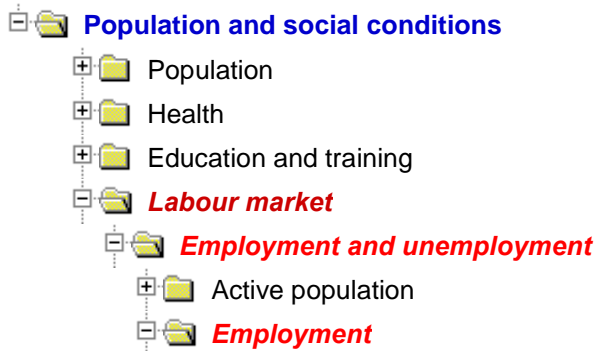 Population and social conditions
Population
Health
Education and training
Labour market
Employment and unemployment
Active population
Employment